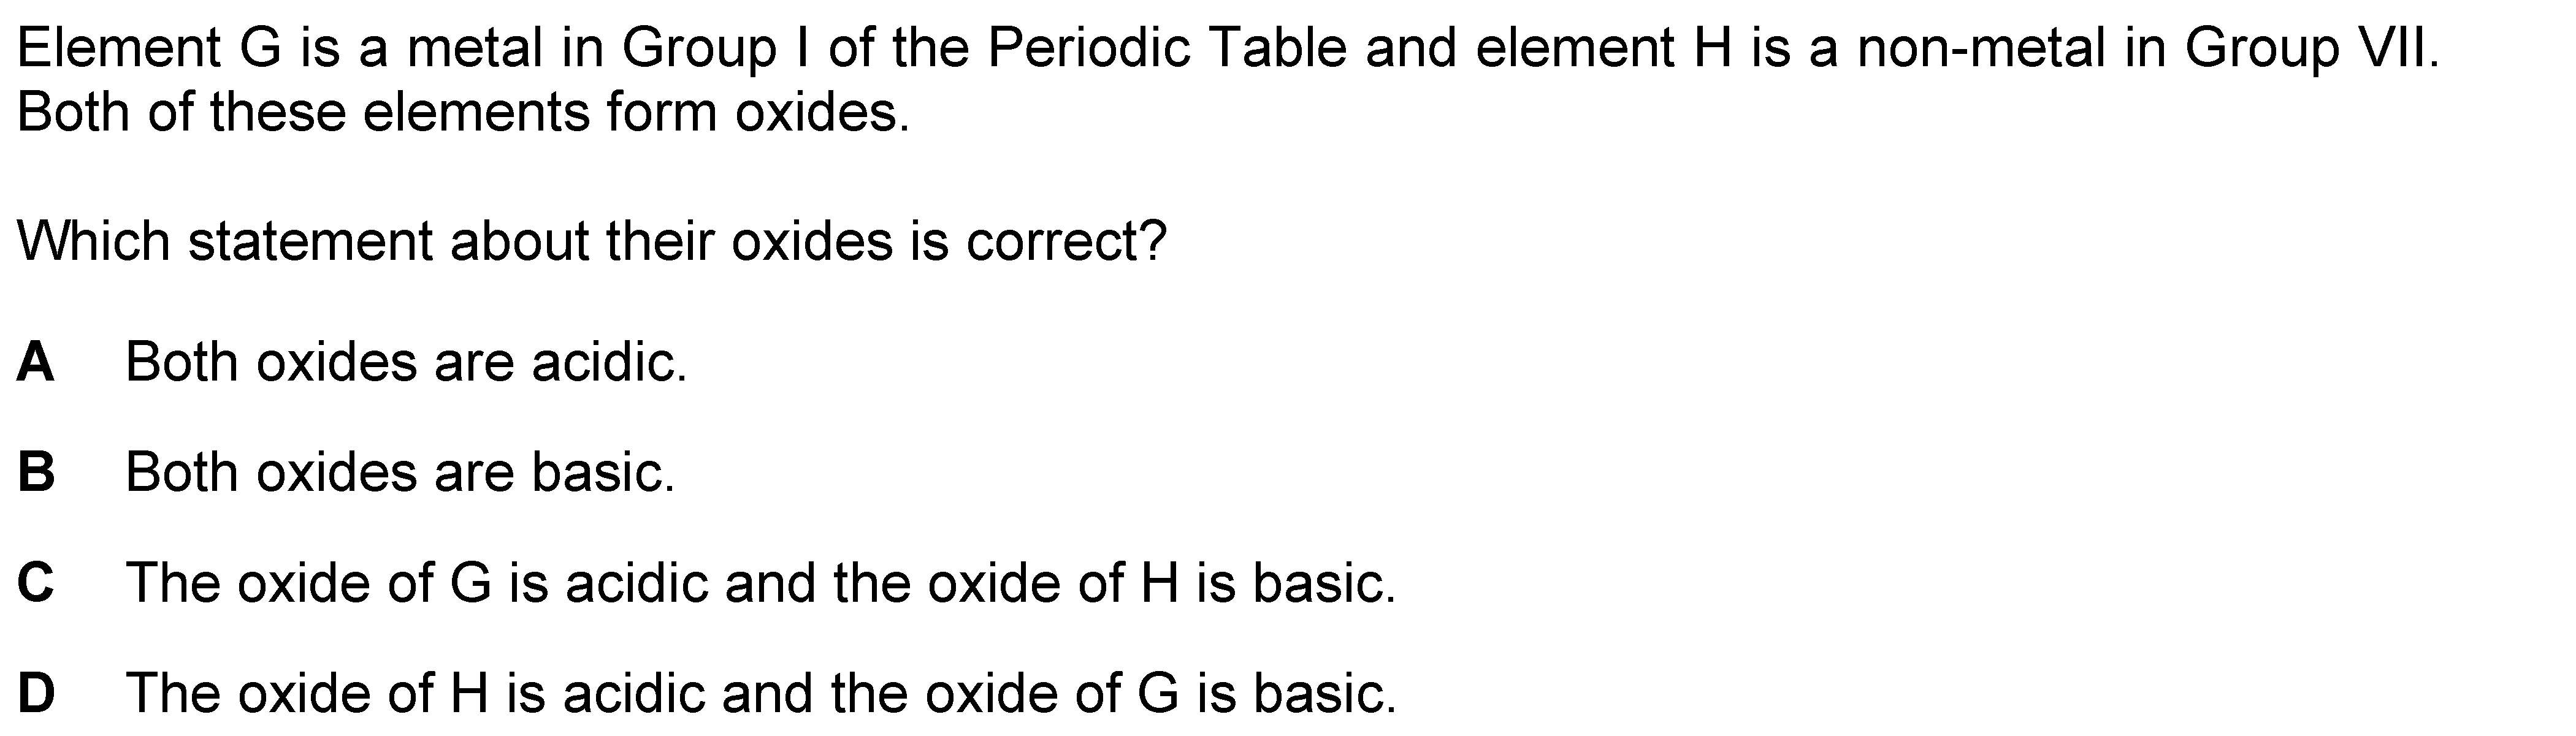 Element G is a metal in Group I of the Periodic Table and element H is a non-metal in Group VII.
Both of these elements form oxides.
Which statement about their oxides is correct?
A Both oxides are acidic.
B Both oxides are basic.
C The oxide of G is acidic and the oxide of H is basic.
D The oxide of H is acidic and the oxide of G is basic.